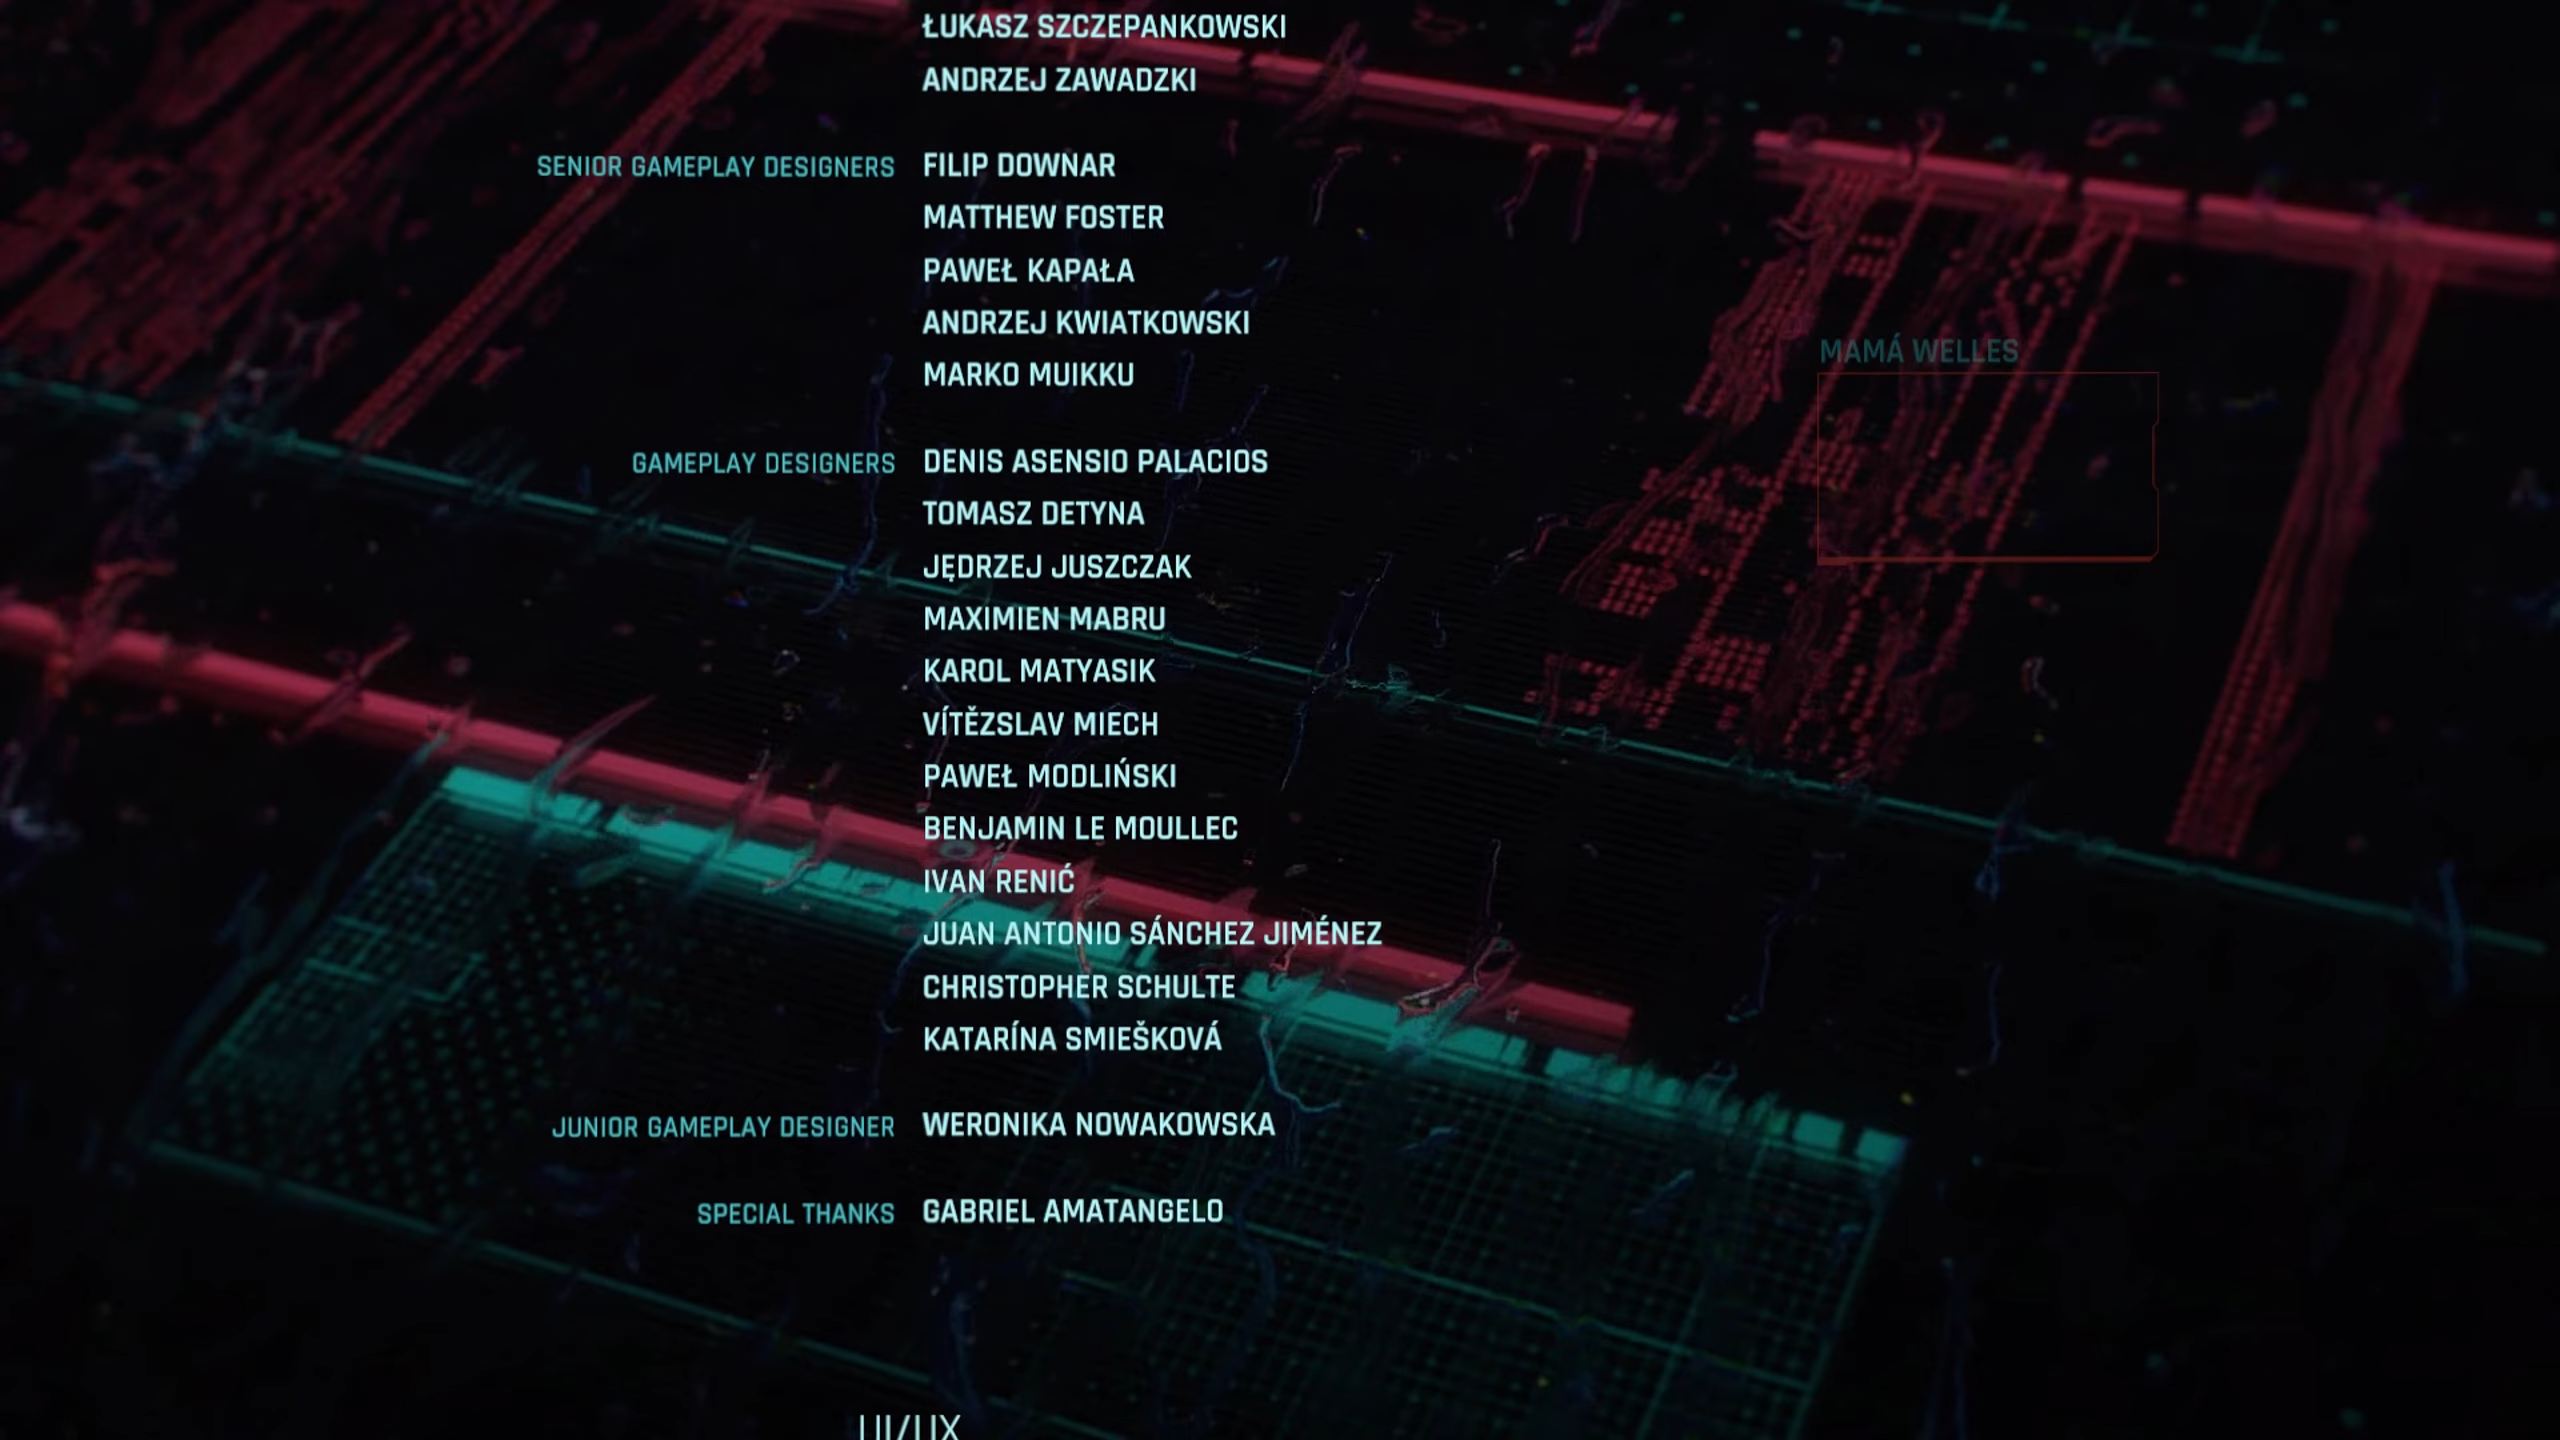 ŁUKASZ SZCZEPANKOWSKI
ANDRZEJ ZAWADZKI
SENIOR GAMEPLAY DESIGNERS FILIP DOWNAR
MATTHEW FOSTER
PAWEŁ KAPAŁA
ANDRZEJ KWIATKOWSKI
MARKO MUIKKU
MAMÁ WELLES
GAMEPLAY DESIGNERS DENIS ASENSIO PALACIOS
TOMASZ DETYNA
JĘDRZEJ JUSZCZAK
MAXIMIEN MABRU
KAROL MATYASIK
VÍTĚZSLAV MIECH
PAWEŁ MODLIŃSKI
BENJAMIN LE MOULLEC
IVAN RENIĆ
JUAN ANTONIO SÁNCHEZ JIMÉNEZ
CHRISTOPHER SCHULTE
KATARÍNA SMIEŠKOVÁ
JUNIOR GAMEPLAY DESIGNER WERONIKA NOWAKOWSKA
SPECIAL THANKS GABRIEL AMATANGELO
UI/UX